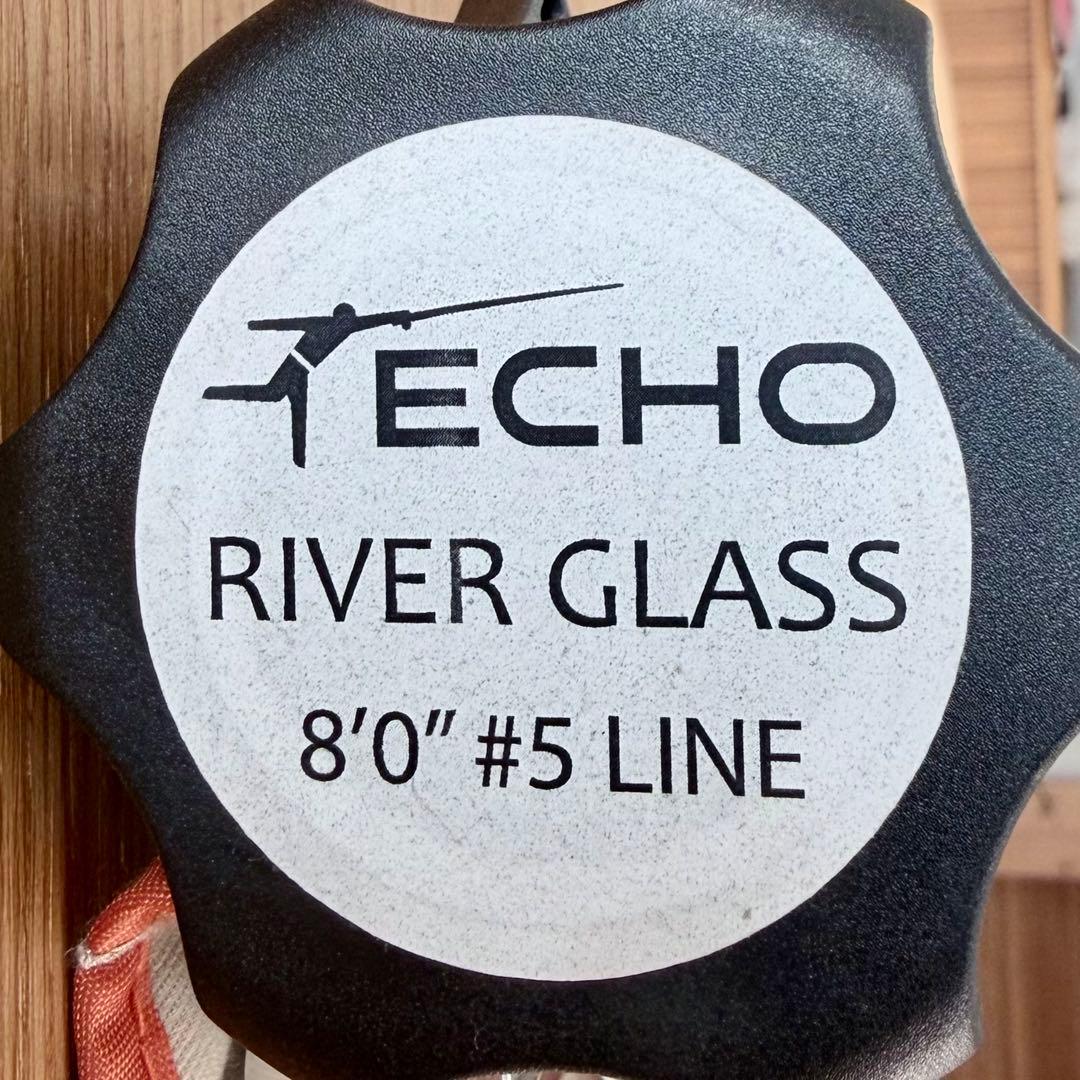 ECHO
RIVER GLASS
8'0" #5 LINE